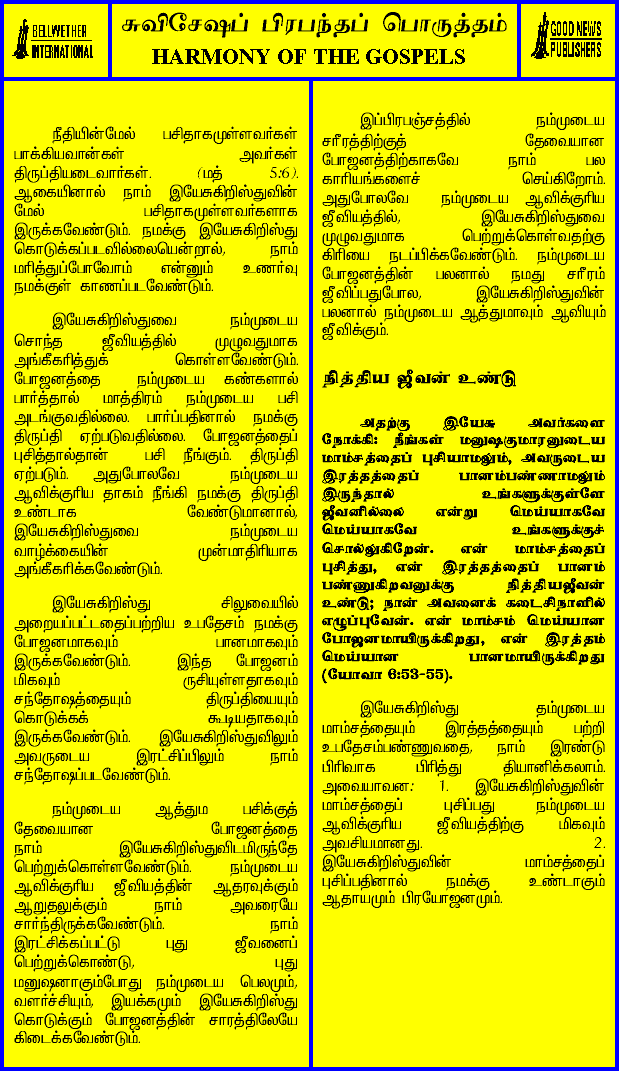 BELLWETHER
INTERNATIONAL
சுவிசேஷப் பிரபந்தப் பொருத்தம்
HARMONY OF THE GOSPELS
GOOD NEWS
PUBLISHERS
நீதியின்மேல் பசிதாகமுள்ளவர்கள்
பாக்கியவான்கள் அவர்கள்
திருப்தியடைவார்கள். (மத் 5:6).
ஆகையினால் நாம் இயேசுகிறிஸ்துவின்
மேல் பசிதாகமுள்ளவர்களாக
இருக்கவேண்டும். நமக்கு இயேசுகிறிஸ்து
கொடுக்கப்படவில்லையென்றால், நாம்
மரித்துப்போவோம் என்னும் உணர்வு
நமக்குள் காணப்படவேண்டும்.
இயேசுகிறிஸ்துவை நம்முடைய
சொந்த ஜீவியத்தில் முழுவதுமாக
அங்கீகரித்துக் கொள்ளவேண்டும்.
போஜனத்தை நம்முடைய கண்களால்
பார்த்தால் மாத்திரம் நம்முடைய பசி
அடங்குவதில்லை. பார்ப்பதினால் நமக்கு
திருப்தி ஏற்படுவதில்லை. போஜனத்தைப்
புசித்தால்தான் பசி நீங்கும். திருப்தி
ஏற்படும். அதுபோலவே நம்முடைய
ஆவிக்குரிய தாகம் நீங்கி நமக்கு திருப்தி
உண்டாக வேண்டுமானால்,
இயேசுகிறிஸ்துவை நம்முடைய
வாழ்க்கையின் முன்மாதிரியாக
அங்கீகரிக்கவேண்டும்.
இயேசுகிறிஸ்து சிலுவையில்
அறையப்பட்டதைப்பற்றிய உபதேசம் நமக்கு
போஜனமாகவும் பானமாகவும்
இருக்கவேண்டும். இந்த போஜனம்
மிகவும் ருசியுள்ளதாகவும்
சந்தோஷத்தையும் திருப்தியையும்
கொடுக்கக் கூடியதாகவும்
இருக்கவேண்டும். இயேசுகிறிஸ்துவிலும்
அவருடைய இரட்சிப்பிலும் நாம்
சந்தோஷப்படவேண்டும்.
நம்முடைய ஆத்தும பசிக்குத்
தேவையான போஜனத்தை
நாம் இயேசுகிறிஸ்துவிடமிருந்தே
பெற்றுக்கொள்ளவேண்டும். நம்முடைய
ஆவிக்குரிய ஜீவியத்தின் ஆதரவுக்கும்
ஆறுதலுக்கும் நாம் அவரையே
சார்ந்திருக்கவேண்டும். நாம்
இரட்சிக்கப்பட்டு புது ஜீவனைப்
பெற்றுக்கொண்டு, புது
மனுஷனாகும்போது நம்முடைய பெலமும்,
வளர்ச்சியும், இயக்கமும் இயேசுகிறிஸ்து
கொடுக்கும் போஜனத்தின் சாரத்திலேயே
கிடைக்கவேண்டும்.
இப்பிரபஞ்சத்தில் நம்முடைய
சரீரத்திற்குத் தேவையான
போஜனத்திற்காகவே நாம் பல
காரியங்களைச் செய்கிறோம்.
அதுபோலவே நம்முடைய ஆவிக்குரிய
ஜீவியத்தில், இயேசுகிறிஸ்துவை
முழுவதுமாக பெற்றுக்கொள்வதற்கு
கிரியை நடப்பிக்கவேண்டும். நம்முடைய
போஜனத்தின் பலனால் நமது சரீரம்
ஜீவிப்பதுபோல, இயேசுகிறிஸ்துவின்
பலனால் நம்முடைய ஆத்துமாவும் ஆவியும்
ஜீவிக்கும்.
நித்திய ஜீவன் உண்டு
அதற்கு இயேசு அவர்களை
நோக்கி: நீங்கள் மனுஷகுமாரனுடைய
மாம்சத்தைப் புசியாமலும், அவருடைய
இரத்தத்தைப் பானம்பண்ணாமலும்
இருந்தால் உங்களுக்குள்ளே
ஜீவனில்லை என்று மெய்யாகவே
மெய்யாகவே உங்களுக்குச்
சொல்லுகிறேன். என் மாம்சத்தைப்
புசித்து, என் இரத்தத்தைப் பானம்
பண்ணுகிறவனுக்கு நித்தியஜீவன்
உண்டு; நான் அவனைக் கடைசிநாளில்
எழுப்புவேன். என் மாம்சம் மெய்யான
போஜனமாயிருக்கிறது, என் இரத்தம்
மெய்யான பானமாயிருக்கிறது
(யோவா 6:53-55).
இயேசுகிறிஸ்து தம்முடைய
மாம்சத்தையும் இரத்தத்தையும் பற்றி
உபதேசம்பண்ணுவதை, நாம் இரண்டு
பிரிவாக பிரித்து தியானிக்கலாம்.
அவையாவன: 1. இயேசுகிறிஸ்துவின்
மாம்சத்தைப் புசிப்பது நம்முடைய
ஆவிக்குரிய ஜீவியத்திற்கு மிகவும்
அவசியமானது. 2.
இயேசுகிறிஸ்துவின் மாம்சத்தைப்
புசிப்பதினால் நமக்கு உண்டாகும்
ஆதாயமும் பிரயோஜனமும்.